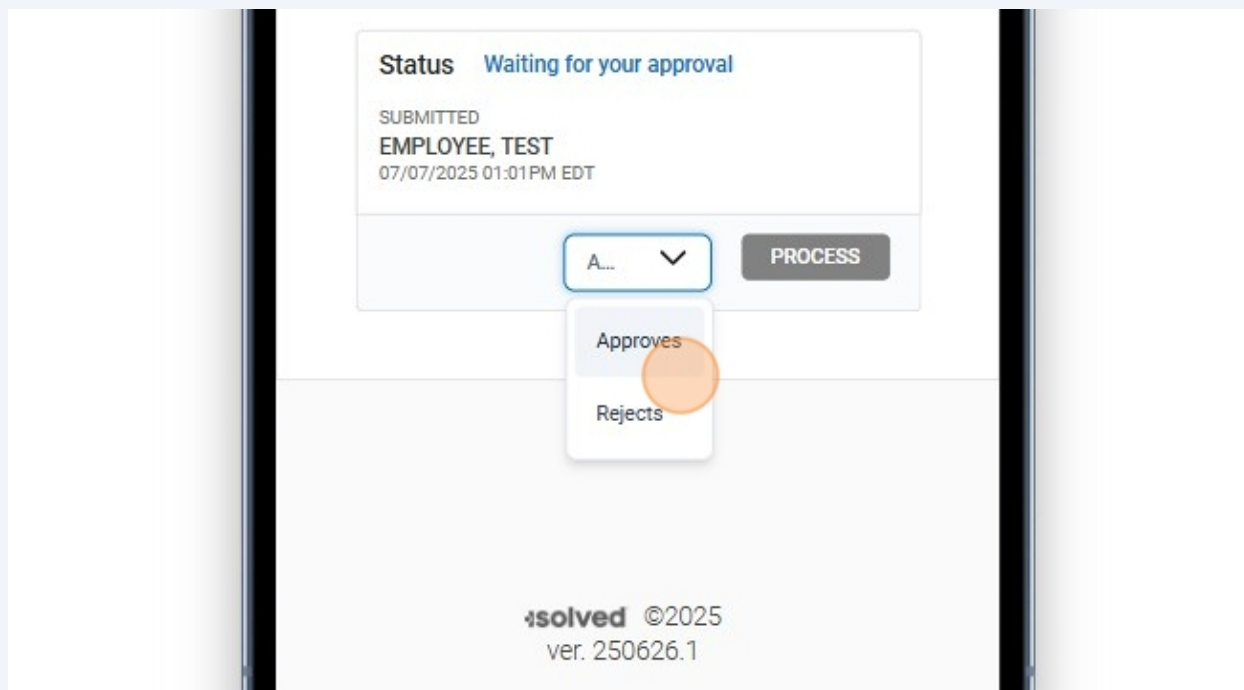 Status Waiting for your approval
SUBMITTED
EMPLOYEE, TEST
07/07/2025 01:01PM EDT
A... PROCESS
Approves
Rejects
isolved ©2025
ver. 250626.1